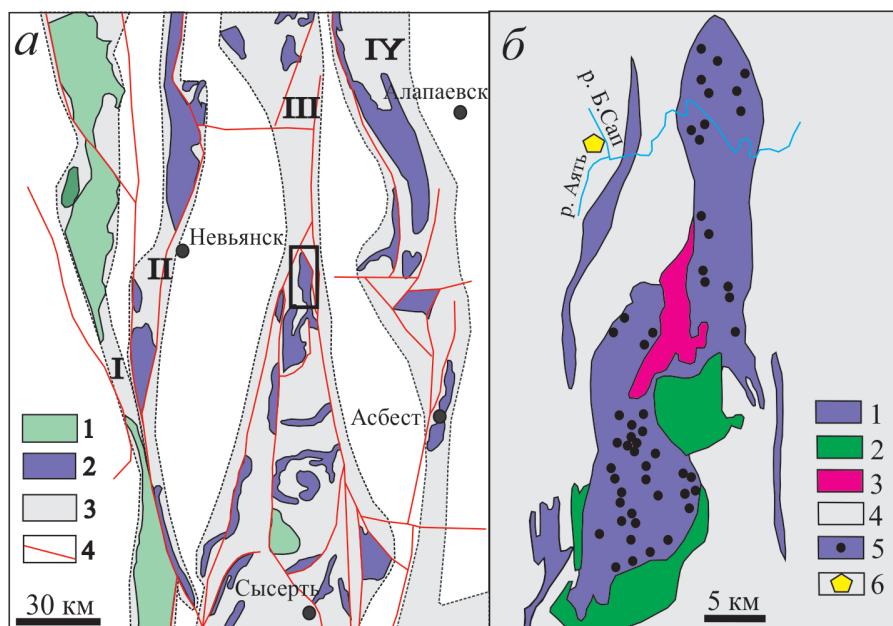 а
I
II
III
IY
Алапаевск
Невьянск
Асбест
Сысерть
1
2
3
4
30 км
б
р. Б.Сап
р. Аять
1
2
3
4
5
6
5 км